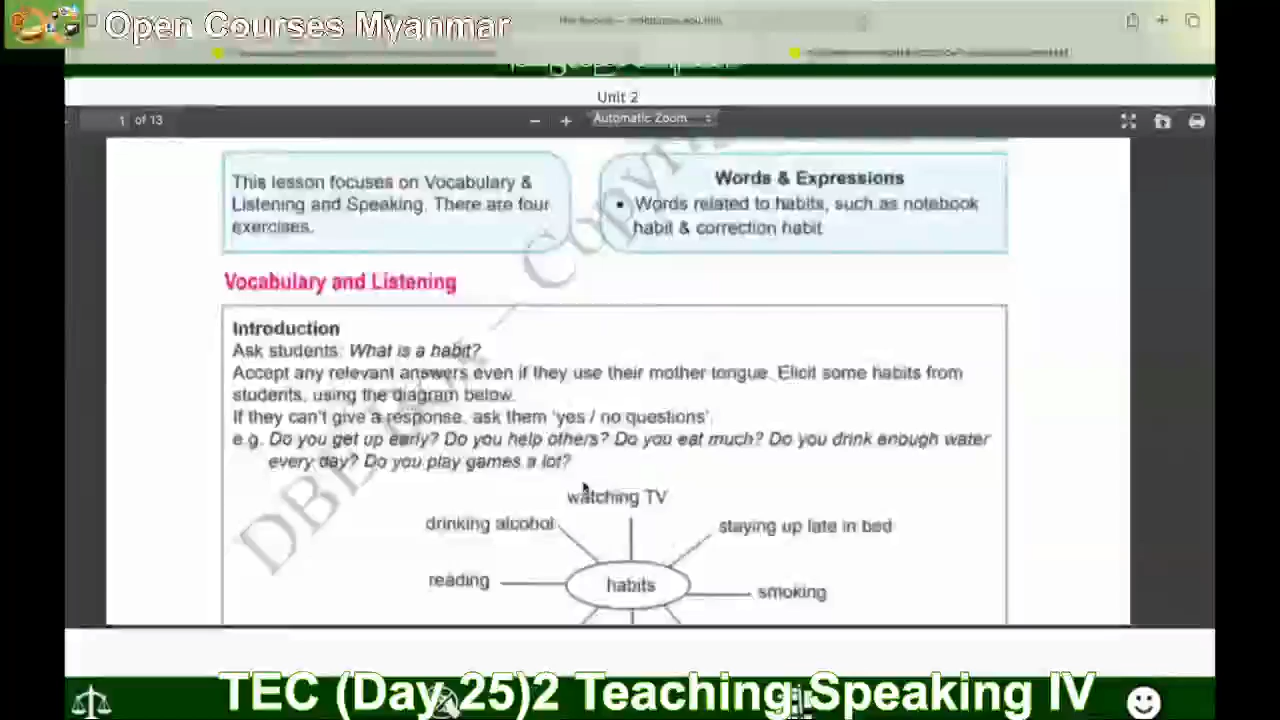 Open Courses Myanmar
Unit 2
1 of 13
Automatic Zoom
This lesson focuses on Vocabulary &
Listening and Speaking. There are four
exercises.
Words & Expressions
• Words related to habits, such as notebook
habit & correction habit
Vocabulary and Listening
Introduction
Ask students: What is a habit?
Accept any relevant answers even if they use their mother tongue. Elicit some habits from
students, using the diagram below.
If they can't give a response, ask them 'yes / no questions'.
e.g. Do you get up early? Do you help others? Do you eat much? Do you drink enough water
every day? Do you play games a lot?
watching TV
drinking alcohol
staying up late in bed
reading
habits
smoking
TEC (Day 25)2 Teaching Speaking IV